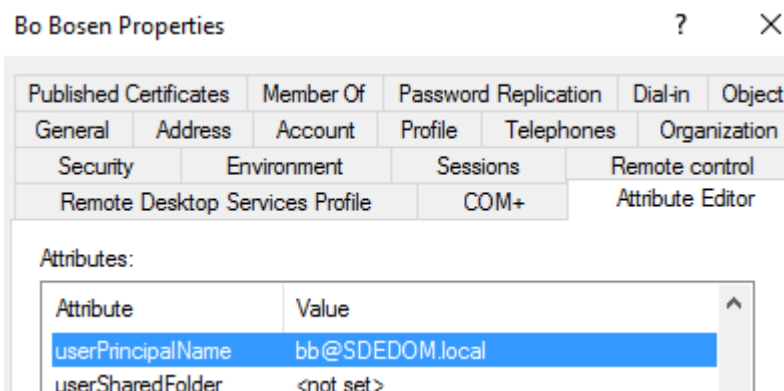 Bo Bosen Properties ? ×
Published Certificates Member Of Password Replication Dial-in Object
General Address Account Profile Telephones Organization
Security Environment Sessions Remote control
Remote Desktop Services Profile COM+ Attribute Editor
Attributes:
Attribute Value
userPrincipalName bb@SDEDOM.local
userSharedFolder <not set>